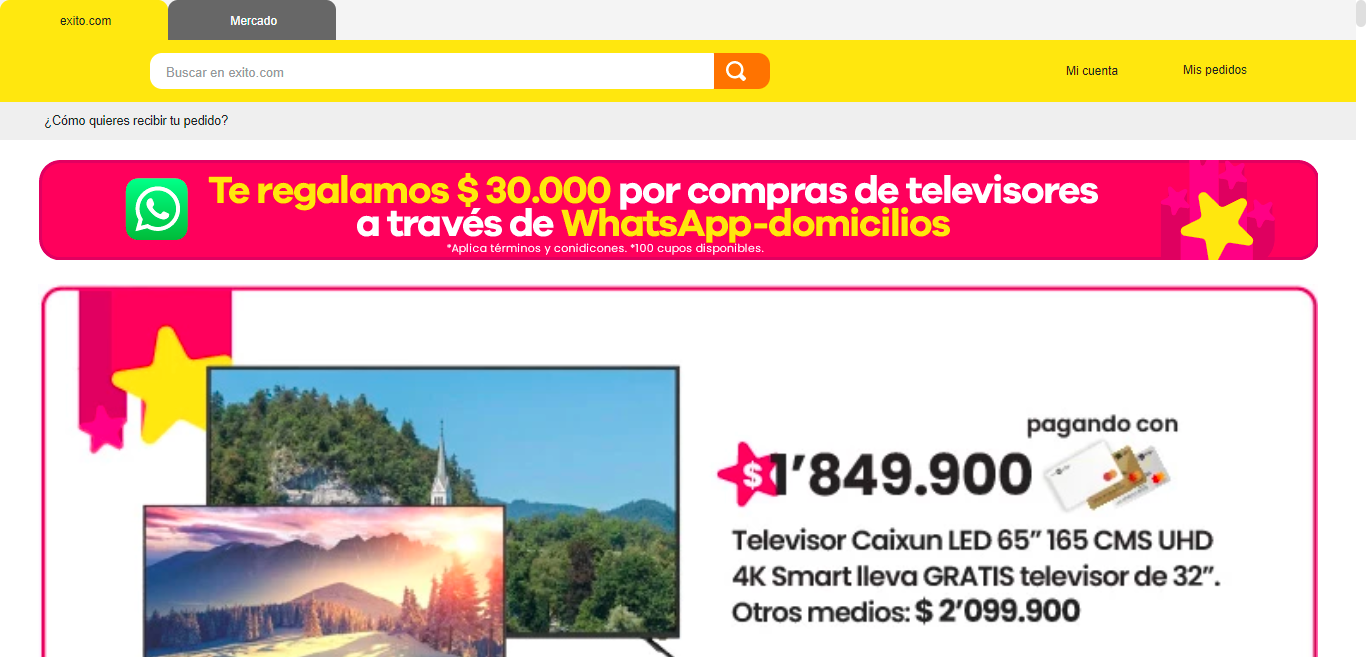 exito.com
Mercado
Buscar en exito.com
Mi cuenta
Mis pedidos
¿Cómo quieres recibir tu pedido?
Te regalamos $ 30.000 por compras de televisores
a través de WhatsApp-domicilios
*Aplica términos y conidicones. *100 cupos disponibles.
pagando con
$1'849.900
Televisor Caixun LED 65" 165 CMS UHD
4K Smart lleva GRATIS televisor de 32".
Otros medios: $ 2'099.900